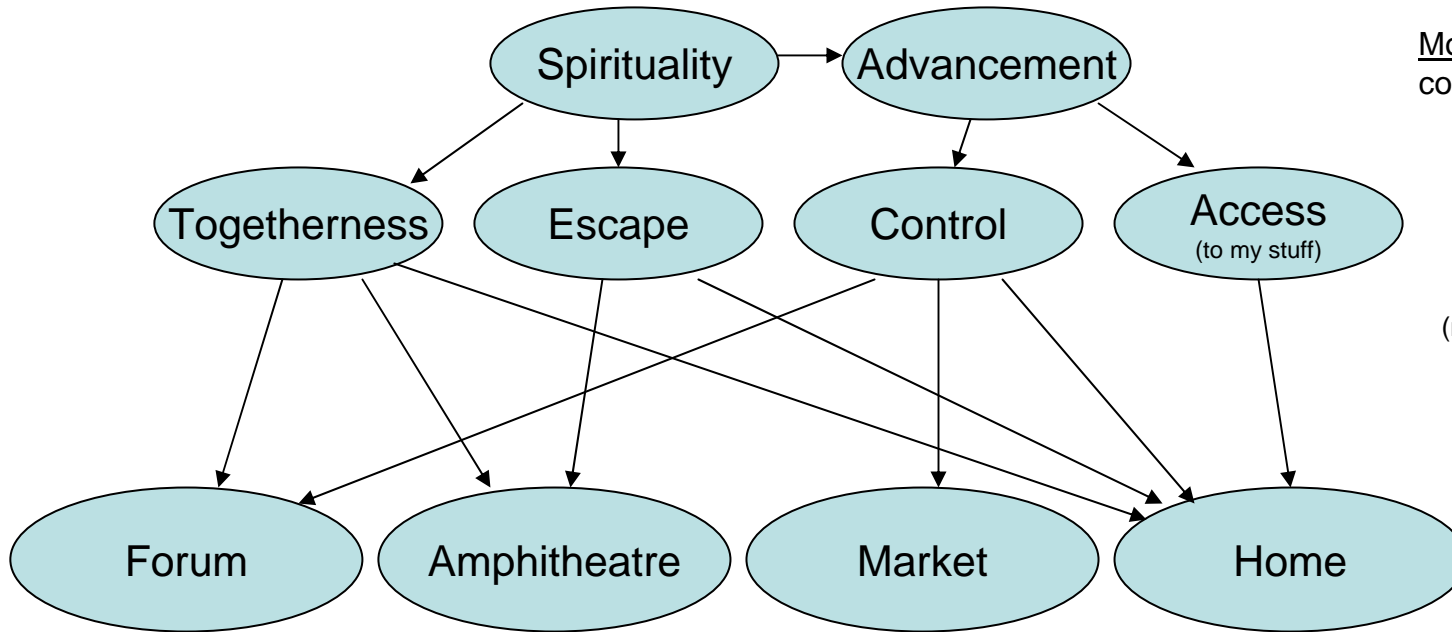 Spirituality
Advancement
Togetherness
Escape
Control
Access
(to my stuff)
Forum
Amphitheatre
Market
Home